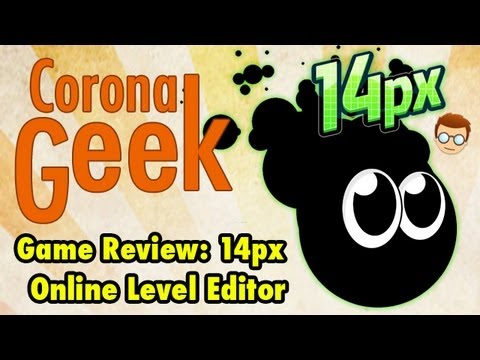 Corona
Geek
14px
Game Review: 14px
Online Level Editor